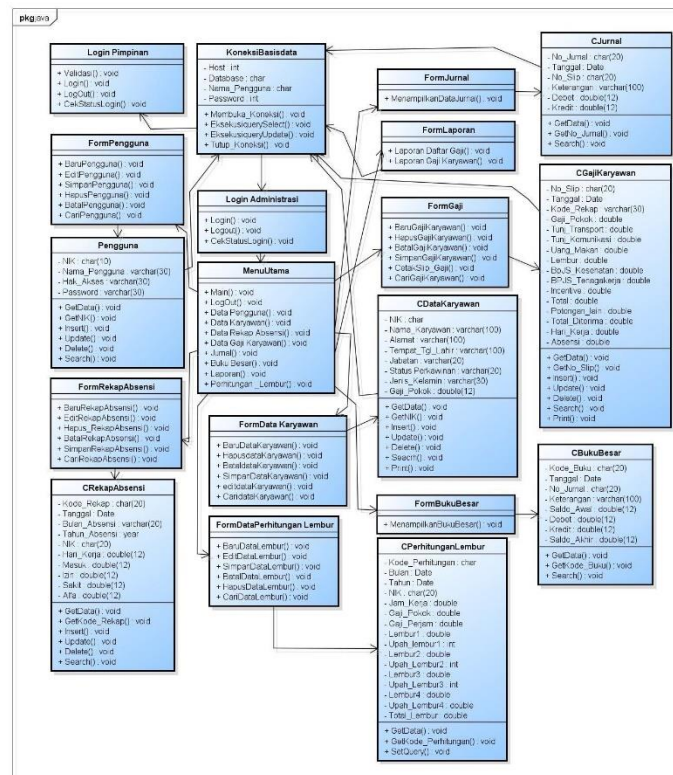 pkg java
Login Pimpinan
+ Validasi() : void
+ Login() : void
+ LogOut() : void
+ CekStatusLogin() : void
KoneksiBasisdata
- Host : int
- Database : char
- Nama_Pengguna : char
- Password : int
+ Membuka_Koneksi() : void
+ EksekusiquerySelect() : void
+ EksekusiqueryUpdate() : void
+ Tutup_Koneksi() : void
CJurnal
- No_Jurnal : char(20)
- Tanggal : Date
- No_Slip : char(20)
- Keterangan : varchar(100)
- Debet : double(12)
- Kredit : double(12)
+ GetData() : void
+ GetNo_Jurnal() : void
+ Search() : void
FormJurnal
+ MenampilkanDataJurnal() : void
FormLaporan
+ Laporan Daftar Gaji() : void
+ Laporan Gaji Karyawan() : void
FormPengguna
+ BaruPengguna() : void
+ EditPengguna() : void
+ SimpanPengguna() : void
+ HapusPengguna() : void
+ BatalPengguna() : void
+ CariPengguna() : void
Login Administrasi
+ Login() : void
+ Logout() : void
+ CekStatusLogin() : void
CGajiKaryawan
- No_Slip : char(20)
- Tanggal : Date
- Kode_Rekap : varchar(30)
- Gaji_Pokok : double
- Tunj_Transport : double
- Tunj_Komunikasi : double
- Uang_Makan : double
- Lembur : double
- BPJS_Kesehatan : double
- BPJS_Tenagakerja : double
- Incentive : double
- Total : double
- Potongan_lain : double
- Total_Diterima : double
- Hari_Kerja : double
- Absensi : double
+ GetData() : void
+ GetNo_Slip() : void
+ Insert() : void
+ Update() : void
+ Delete() : void
+ Search() : void
+ Print() : void
FormGaji
+ BaruGajiKaryawan() : void
+ HapusGajiKaryawan() : void
+ BatalGajiKaryawan() : void
+ SimpanGajiKaryawan() : void
+ CetakSlip_Gaji() : void
+ CariGajiKaryawan() : void
Pengguna
- NIK : char(10)
- Nama_Pengguna : varchar(30)
- Hak_Akses : varchar(30)
- Password : varchar(30)
+ GetData() : void
+ GetNIK() : void
+ Insert() : void
+ Update() : void
+ Delete() : void
+ Search() : void
MenuUtama
+ Main() : void
+ LogOut() : void
+ Data Pengguna() : void
+ Data Karyawan() : void
+ Data Rekap Absensi() : void
+ Data Gaji Karyawan() : void
+ Jurnal() : void
+ Buku Besar() : void
+ Laporan() : void
+ Perhitungan _Lembur() : void
CDataKaryawan
- NIK : char
- Nama_Karyawan : varchar(100)
- Alamat : varchar(100)
- Tempat_Tgl_Lahir : varchar(100)
- Jabatan : varchar(20)
- Status Perkawinan : varchar(20)
- Jenis_Kelamin : varchar(30)
- Gaji_Pokok : double(12)
+ GetData() : void
+ GetNIK() : void
+ Insert() : void
+ Update() : void
+ Delete() : void
+ Search() : void
+ Print() : void
FormRekapAbsensi
+ BaruRekapAbsensi() : void
+ EditRekapAbsensi() : void
+ Hapus_RekapAbsensi() : void
+ BatalRekapAbsensi() : void
+ SimpanRekapAbsensi() : void
+ CariRekapAbsensi() : void
FormData Karyawan
+ BaruDataKaryawan() : void
+ HapusdataKaryawan() : void
+ BataldataKaryawan() : void
+ SimpanDataKaryawan() : void
+ editdataKaryawan() : void
+ CaridataKaryawan() : void
CBukuBesar
- Kode_Buku : char(20)
- Tanggal : Date
- No_Jurnal : char(20)
- Keterangan : varchar(100)
- Saldo_Awal : double(12)
- Debet : double(12)
- Kredit : double(12)
- Saldo_Akhir : double(12)
+ GetData() : void
+ GetKode_Buku() : void
+ Search() : void
FormBukuBesar
+ MenampilkanBukuBesar() : void
CRekapAbsensi
- Kode_Rekap : char(20)
- Tanggal : Date
- Bulan_Absensi : varchar(20)
- Tahun_Absensi : year
- NIK : char(20)
- Hari_Kerja : double(12)
- Masuk : double(12)
- Izin : double(12)
- Sakit : double(12)
- Alfa : double(12)
+ GetData() : void
+ GetKode_Rekap() : void
+ Insert() : void
+ Update() : void
+ Delete() : void
+ Search() : void
FormDataPerhitungan Lembur
+ BaruDataLembur() : void
+ EditDataLembur() : void
+ SimpanDataLembur() : void
+ BatalDataLembur() : void
+ HapusDataLembur() : void
+ CariDataLembur() : void
CPerhitunganLembur
- Kode_Perhitungan : char
- Bulan : Date
- Tahun : Date
- NIK : char(20)
- Jam_Kerja : double
- Gaji_Pokok : double
- Gaji_Perjam : double
- Lembur1 : double
- Upah_lembur1 : int
- Lembur2 : double
- Upah_Lembur2 : int
- Lembur3 : double
- Upah_Lembur3 : int
- Lembur4 : double
- Upah_Lembur4 : double
- Total_Lembur : double
+ GetData() : void
+ GetKode_Perhitungan() : void
+ SetQuery() : void